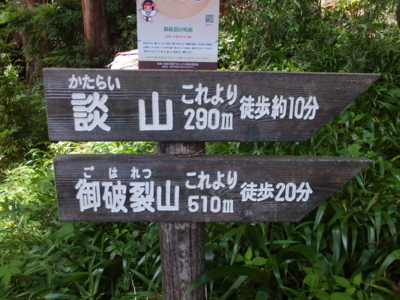 かたらい
談山 これより 290m 徒歩約10分
ごはれつ
御破裂山 これより 510m 徒歩20分